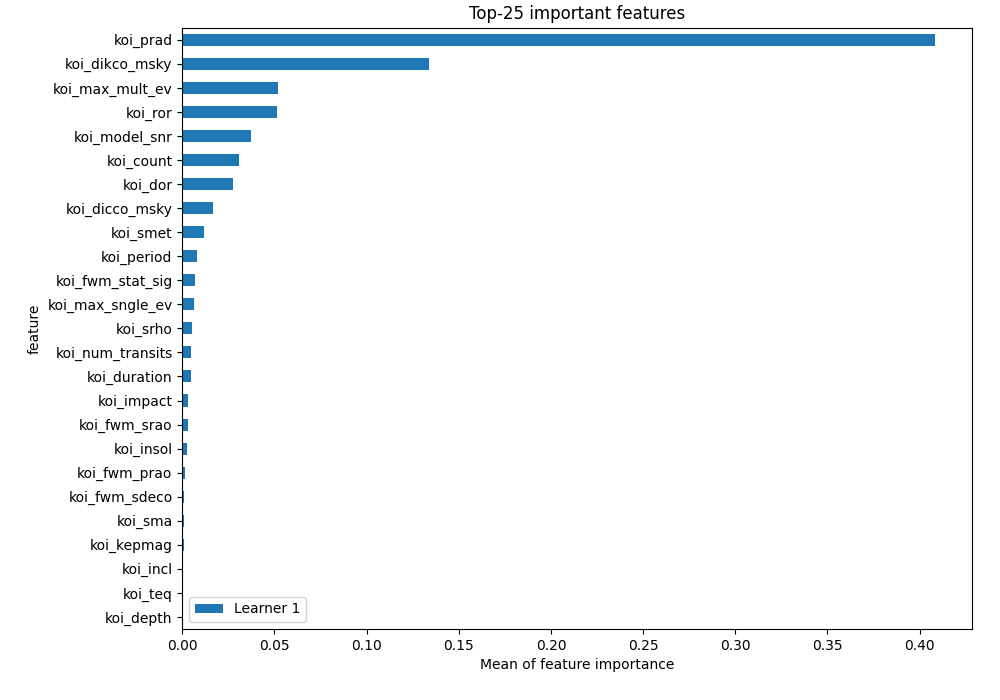 Top-25 important features
koi_prad
koi_dikco_msky
koi_max_mult_ev
koi_ror
koi_model_snr
koi_count
koi_dor
koi_dicco_msky
koi_smet
koi_period
koi_fwm_stat_sig
koi_max_sngle_ev
koi_srho
koi_num_transits
koi_duration
koi_impact
koi_fwm_srao
koi_insol
koi_fwm_prao
koi_fwm_sdeco
koi_sma
koi_kepmag
koi_incl
koi_teq
koi_depth
feature
Learner 1
0.00 0.05 0.10 0.15 0.20 0.25 0.30 0.35 0.40
Mean of feature importance